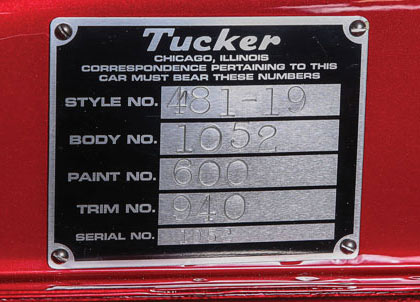 Tucker
CHICAGO, ILLINOIS
CORRESPONDENCE PERTAINING TO THIS
CAR MUST BEAR THESE NUMBERS
STYLE NO. 481-19
BODY NO. 1052
PAINT NO. 600
TRIM NO. 940
SERIAL NO.